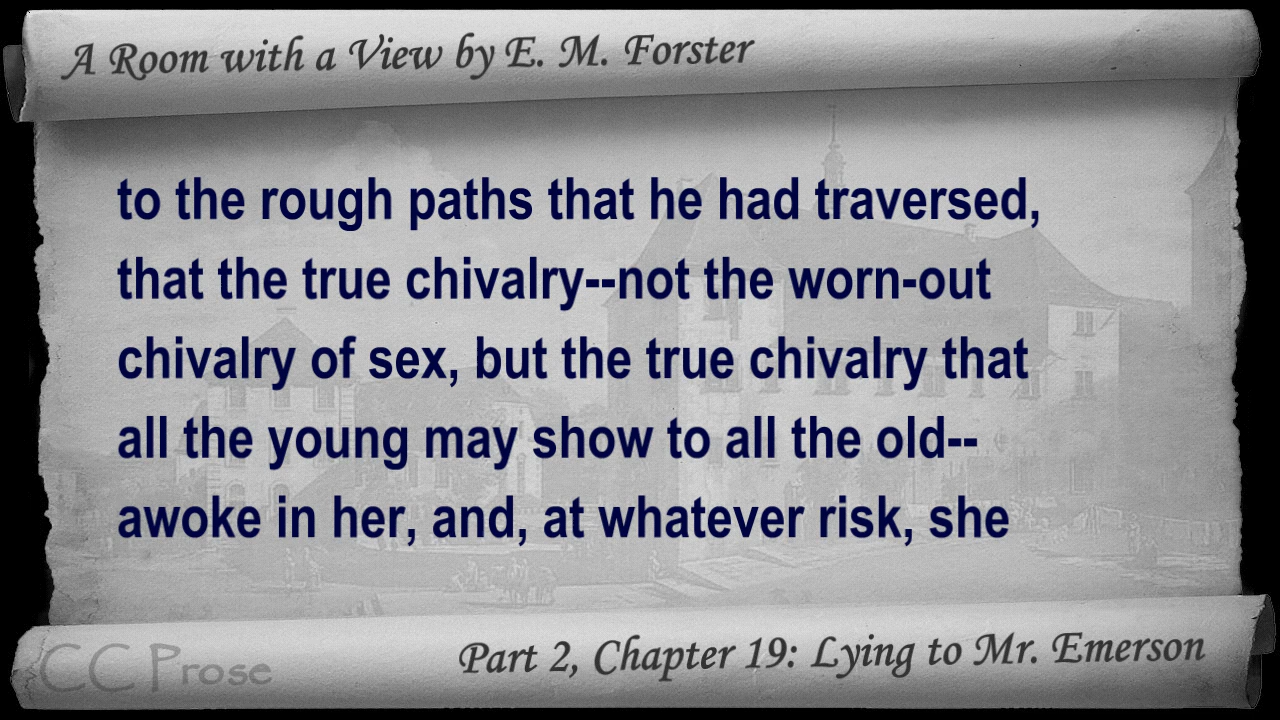 A Room with a View by E. M. Forster
to the rough paths that he had traversed,
that the true chivalry--not the worn-out
chivalry of sex, but the true chivalry that
all the young may show to all the old--
awoke in her, and, at whatever risk, she
CC Prose
Part 2, Chapter 19: Lying to Mr. Emerson